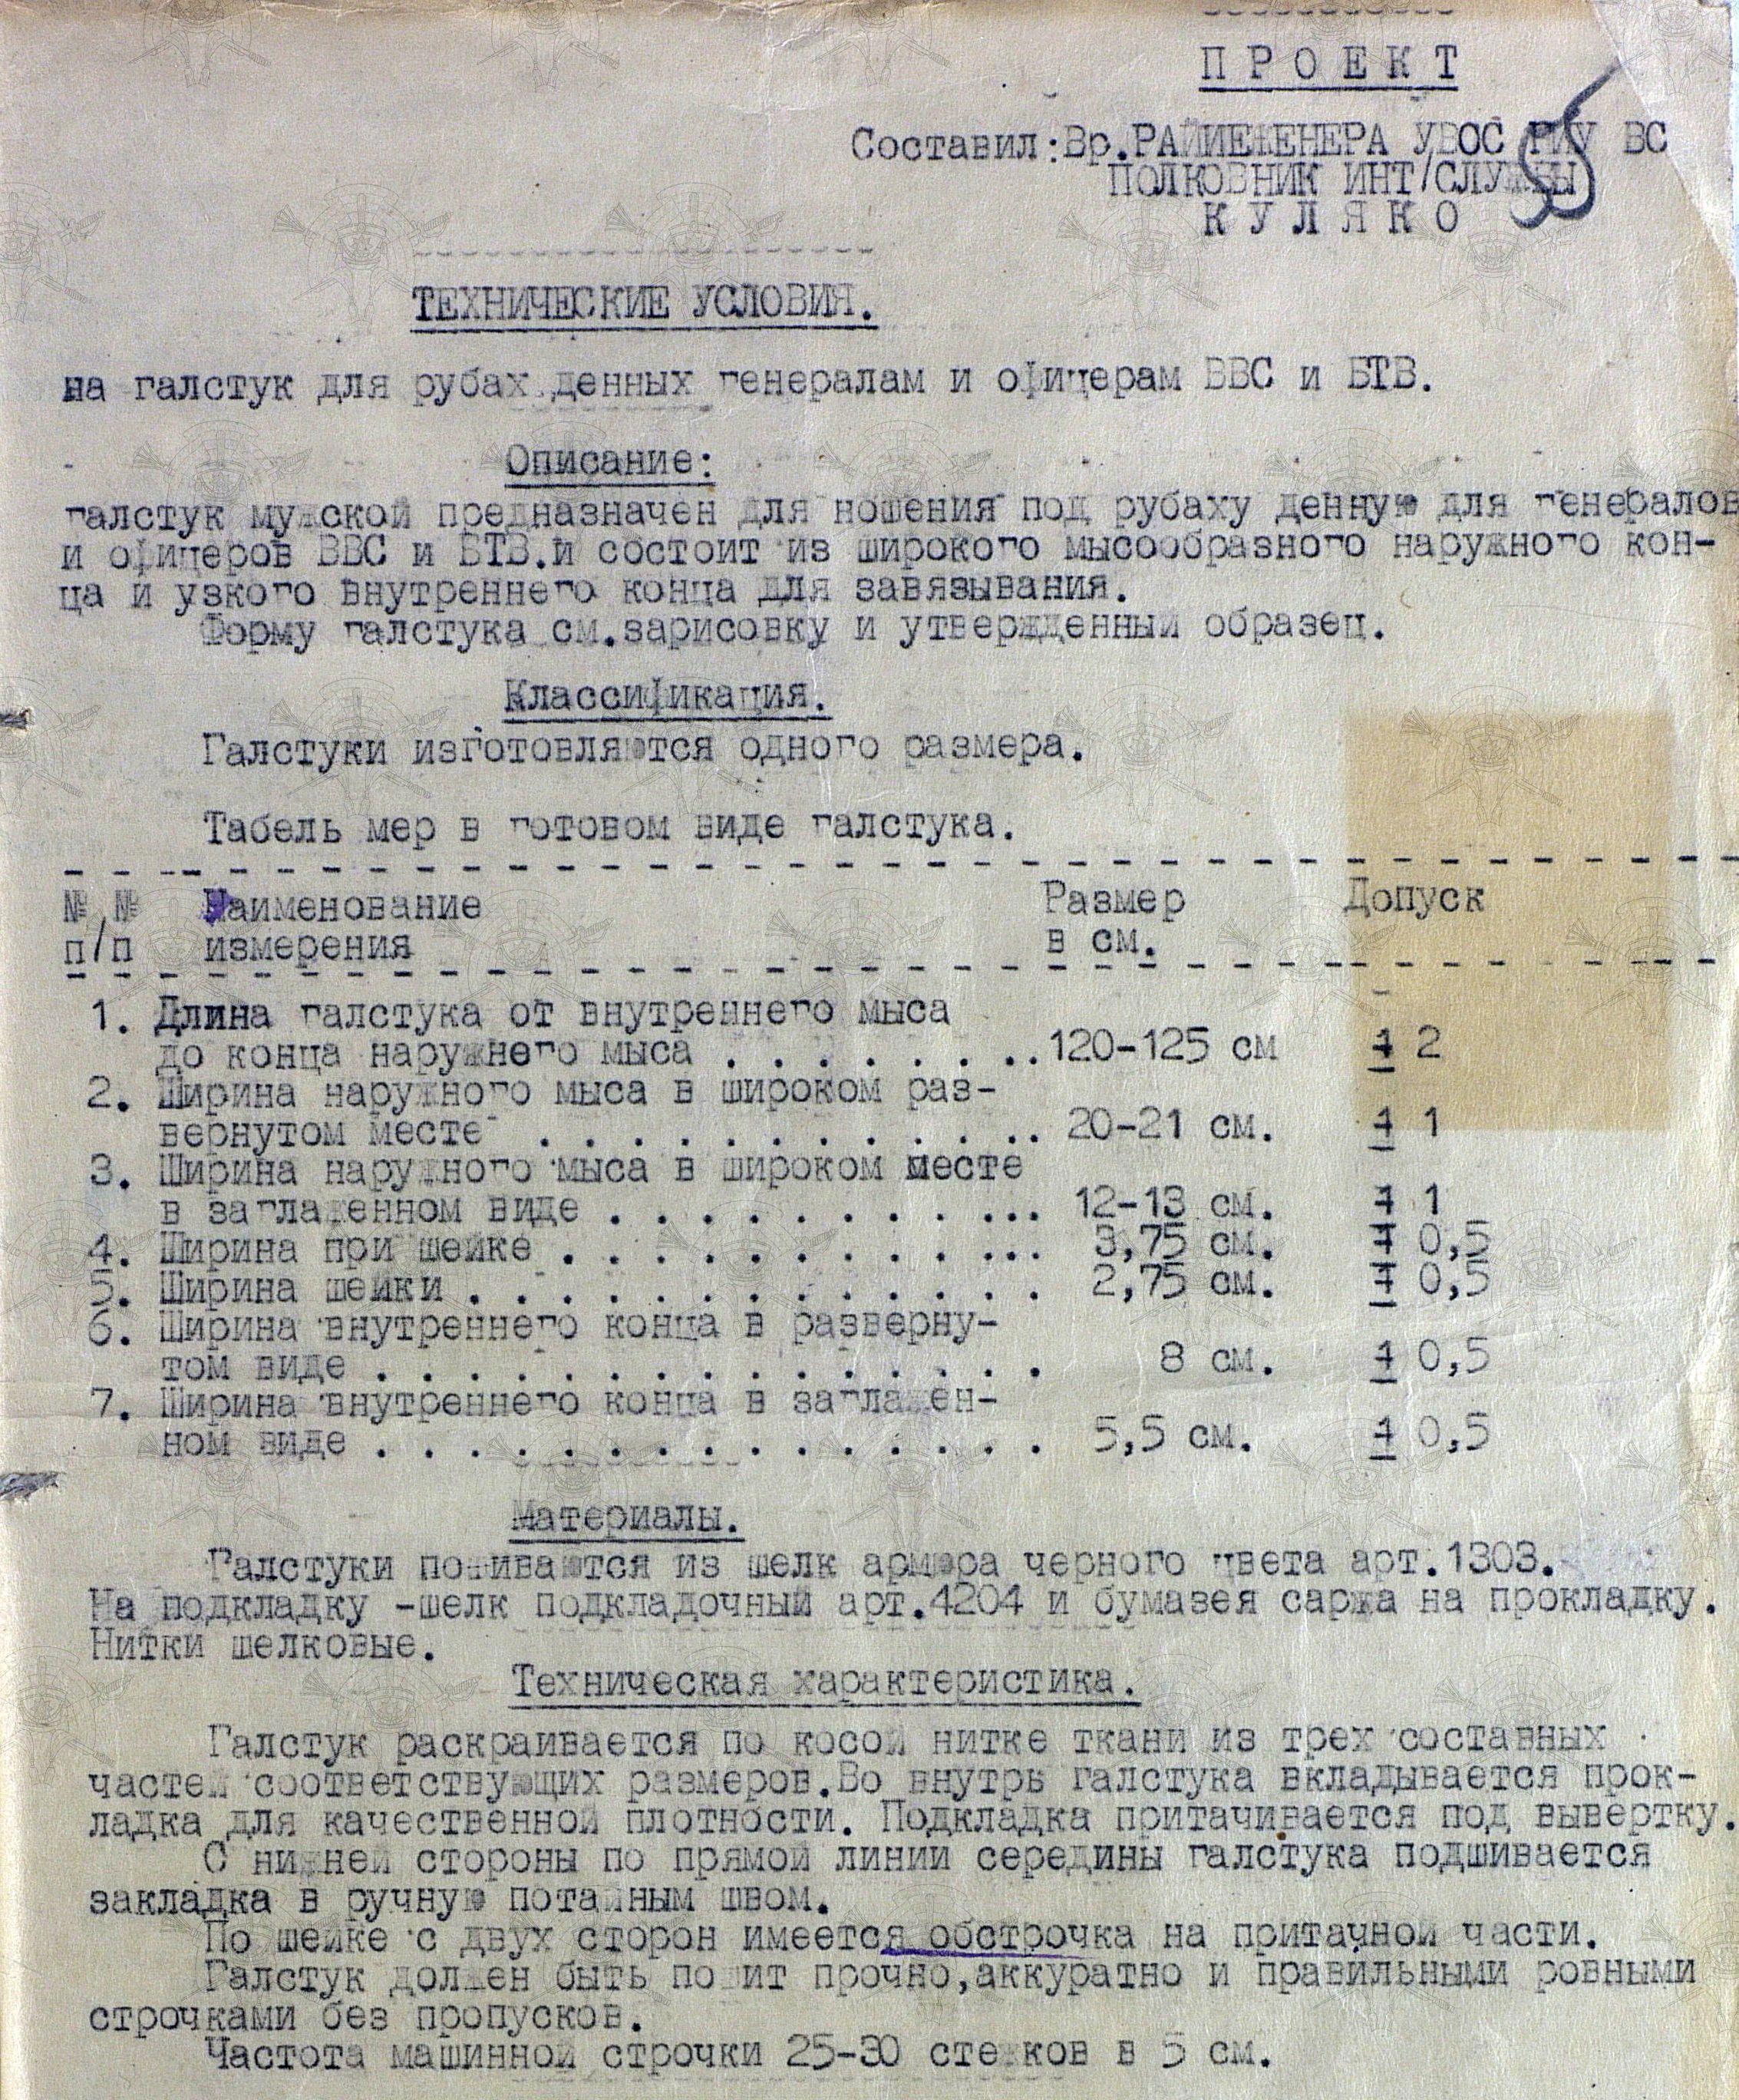 ПРОЕКТ
Составил:Вр.РАЙИНЖЕНЕРА УВОС ВС
ПОЛКОВНИК ИНТ/СЛУЖБЫ
КУЛЯКО
ТЕХНИЧЕСКИЕ УСЛОВИЯ.
на галстук для рубах денных генералам и офицерам ВВС и БТВ.
Описание:
галстук мужской предназначен для ношения под рубаху денную для генералов
и офицеров ВВС и БТВ.и состоит из широкого мысообразного наружного кон-
ца и узкого внутреннего конца для завязывания.
Форму галстука см.зарисовку и утвержденный образец.
Классификация.
Галстуки изготовляются одного размера.
Табель мер в готовом виде галстука.
№ № Наименование Размер Допуск
п/п измерения в см.
1. Длина галстука от внутреннего мыса
до конца наружнего мыса . . . . . . . .. 120-125 см ± 2
2. Ширина наружного мыса в широком раз-
вернутом месте . . . . . . . . . . . .. 20-21 см. ± 1
3. Ширина наружного мыса в широком месте
в заглаженном виде . . . . . . . . . ... 12-13 см. ± 1
4. Ширина при шейке . . . . . . . . . . ... 3,75 см. ± 0,5
5. Ширина шейки . . . . . . . . . . . . . 2,75 см. ± 0,5
6. Ширина внутреннего конца в разверну-
том виде . . . . . . . . . . . . . . . 8 см. ± 0,5
7. Ширина внутреннего конца в заглажен-
ном виде . . . . . . . . . . . . . . . 5,5 см. ± 0,5
Материалы.
Галстуки пошиваются из шелк армюра черного цвета арт.1303.
На подкладку -шелк подкладочный арт.4204 и бумазея саржа на прокладку.
Нитки шелковые.
Техническая характеристика.
Галстук раскраивается по косой нитке ткани из трех составных
частей соответствующих размеров.Во внутрь галстука вкладывается прок-
ладка для качественной плотности. Подкладка притачивается под вывертку.
С нижней стороны по прямой линии середины галстука подшивается
закладка в ручную потайным швом.
По шейке с двух сторон имеется обстрочка на притачной части.
Галстук должен быть пошит прочно,аккуратно и правильными ровными
строчками без пропусков.
Частота машинной строчки 25-30 стежков в 5 см.